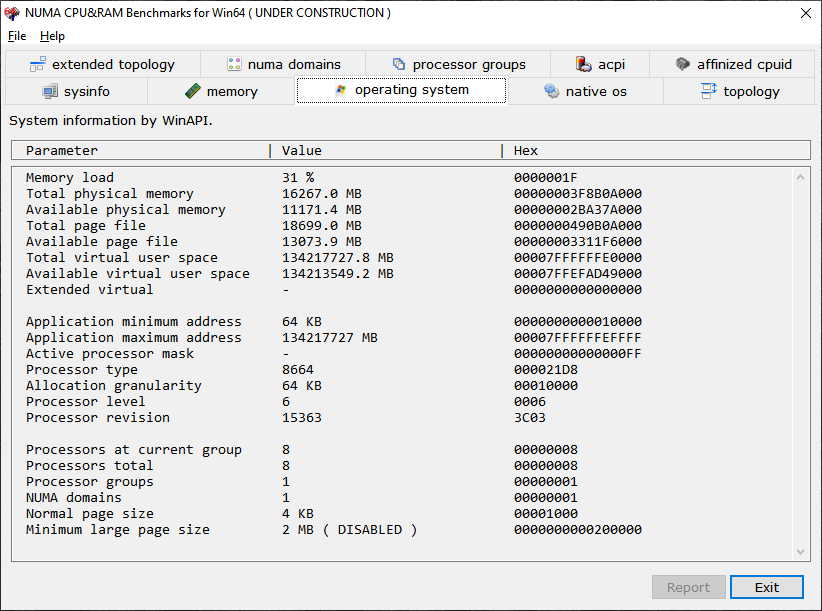 NUMA CPU&RAM Benchmarks for Win64 ( UNDER CONSTRUCTION )
File Help
extended topology numa domains processor groups acpi affinized cpuid
sysinfo memory operating system native os topology
System information by WinAPI.
Parameter | Value | Hex
Memory load 31 % 0000001F
Total physical memory 16267.0 MB 00000003F8B0A000
Available physical memory 11171.4 MB 00000002BA37A000
Total page file 18699.0 MB 0000000490B0A000
Available page file 13073.9 MB 00000003311F6000
Total virtual user space 134217727.8 MB 00007FFFFFFE0000
Available virtual user space 134213549.2 MB 00007FFEFAD49000
Extended virtual - 0000000000000000
Application minimum address 64 KB 0000000000010000
Application maximum address 134217727 MB 00007FFFFFFEFFFF
Active processor mask - 00000000000000FF
Processor type 8664 000021D8
Allocation granularity 64 KB 00010000
Processor level 6 0006
Processor revision 15363 3C03
Processors at current group 8 00000008
Processors total 8 00000008
Processor groups 1 00000001
NUMA domains 1 00000001
Normal page size 4 KB 00001000
Minimum large page size 2 MB ( DISABLED ) 0000000000200000
Report Exit